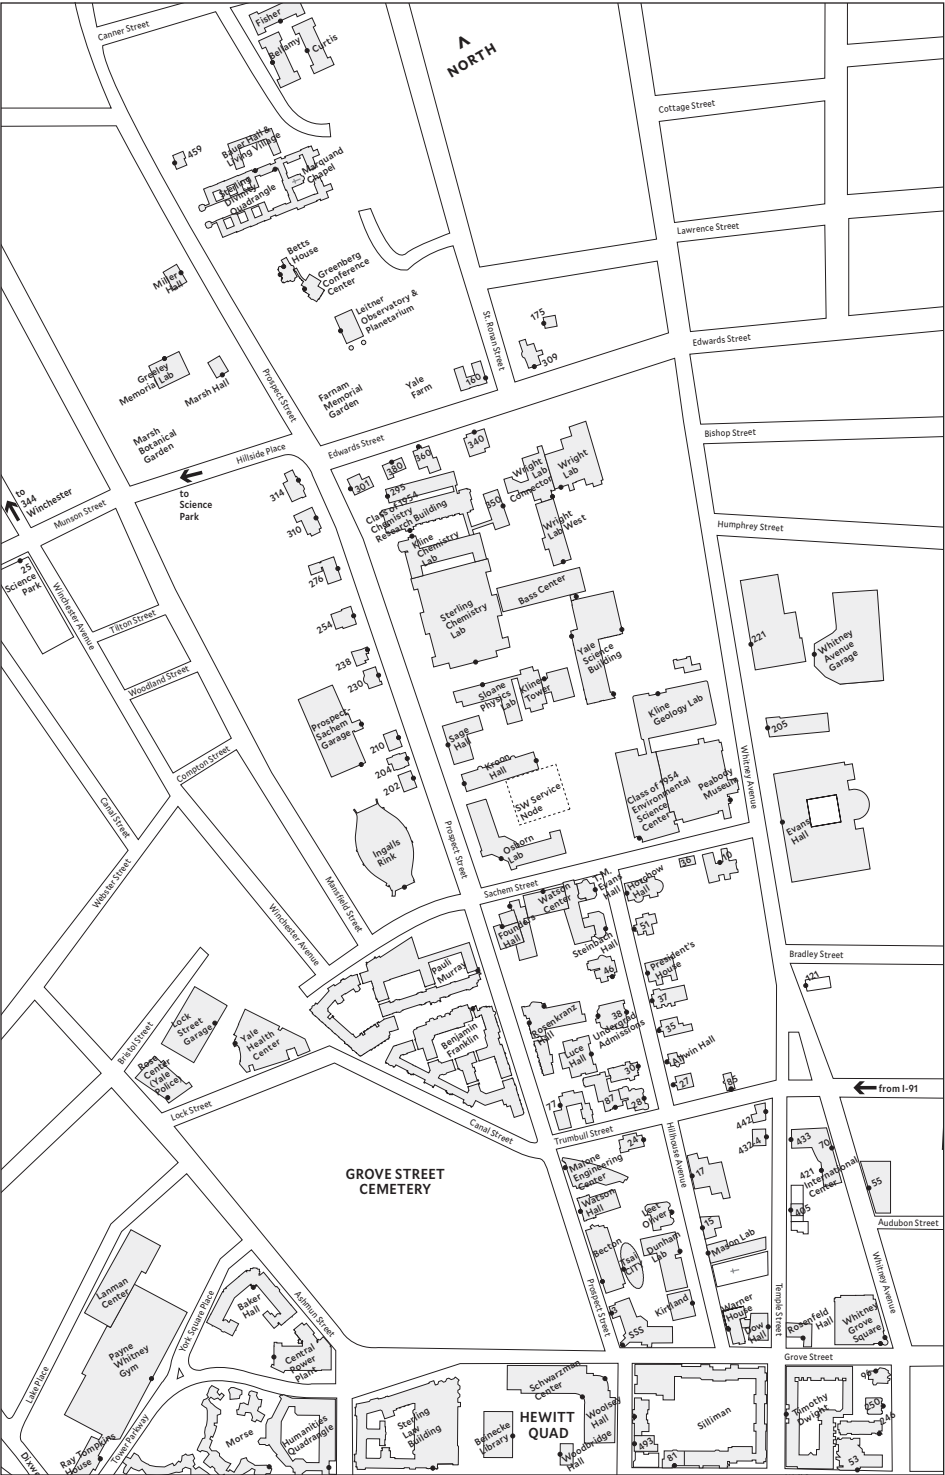 Canner Street
Fisher
Bellamy
Curtis
NORTH
Cottage Street
459
Bauer Hall &
Living Village
Marquand
Chapel
Sterling
Divinity
Quadrangle
Lawrence Street
Betts
House
Greenberg
Conference
Center
Miller
Hall
Leitner
Observatory &
Planetarium
St. Ronan Street
175
309
Edwards Street
Greeley
Memorial Lab
Marsh Hall
Prospect Street
Farnam
Memorial
Garden
Yale
Farm
160
Marsh
Botanical
Garden
Hillside Place
Edwards Street
Bishop Street
to
344
Winchester
Munson Street
to
Science
Park
314
310
301
380
360
340
295
Class of 1954
Chemistry
Research Building
350
Wright
Lab
Connector
Wright
Lab
Wright
Lab West
Kline
Chemistry
Lab
Humphrey Street
25
Science
Park
Winchester Avenue
Tilton Street
276
254
Sterling
Chemistry
Lab
Bass Center
Yale
Science
Building
221
Whitney
Avenue
Garage
Woodland Street
238
230
Prospect-
Sachem
Garage
Sloane
Physics
Lab
Kline
Tower
Kline
Geology Lab
205
Compton Street
210
204
202
Sage
Hall
Kroon
Hall
SW Service
Node
Class of 1954
Environmental
Science
Center
Peabody
Museum
Whitney Avenue
Canal Street
Evans
Hall
Ingalls
Rink
Prospect Street
Osborn
Lab
Webster Street
Mansfield Street
Sachem Street
36
10
Winchester Avenue
Founders
Hall
Watson
Center
T.M.
Evans
Hall
Horchow
Hall
51
Steinbach
Hall
46
President's
House
Bradley Street
121
Pauli
Murray
37
Bristol Street
Lock
Street
Garage
Yale
Health
Center
Benjamin
Franklin
Rosenkranz
Hall
38
Undergrad
Admissions
35
Luce
Hall
Allwin Hall
30
27
85
Rose
Center
(Yale
Police)
from I-91
Lock Street
Canal Street
77
87
28
Trumbull Street
24
442
432-4
433
70
GROVE STREET
CEMETERY
Malone
Engineering
Center
Hillhouse Avenue
17
421
International
Center
55
Watson
Hall
Leet
Oliver
15
405
Audubon Street
Becton
Tsai
CITY
Dunham
Lab
Mason Lab
Lanman
Center
York Square Place
Baker
Hall
Ashmun Street
Prospect Street
Kirtland
SSS
Warner
House
Dow
Hall
Temple Street
Rosenfeld
Hall
Whitney
Grove
Square
Whitney Avenue
Payne
Whitney
Gym
Central
Power
Plant
Grove Street
Lake Place
Tower Parkway
Schwarzman
Center
Woolsey
Hall
Silliman
Timothy
Dwight
Sterling
Law
Building
Beinecke
Library
HEWITT
QUAD
Woodbridge
Hall
Morse
Humanities
Quadrangle
Ray Tompkins
House
493
81
53